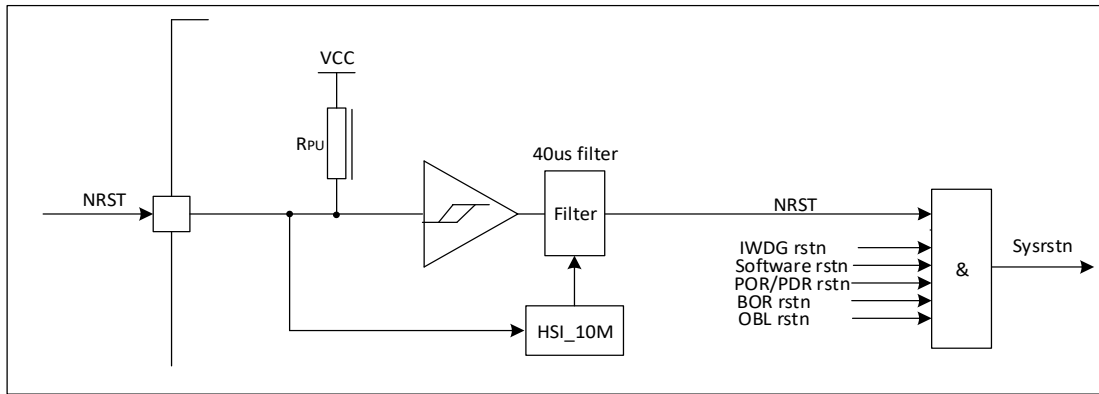 VCC
RPU
40us filter
NRST
Filter
NRST
IWDG rstn
Software rstn
POR/PDR rstn
BOR rstn
OBL rstn
&
Sysrstn
HSI_10M